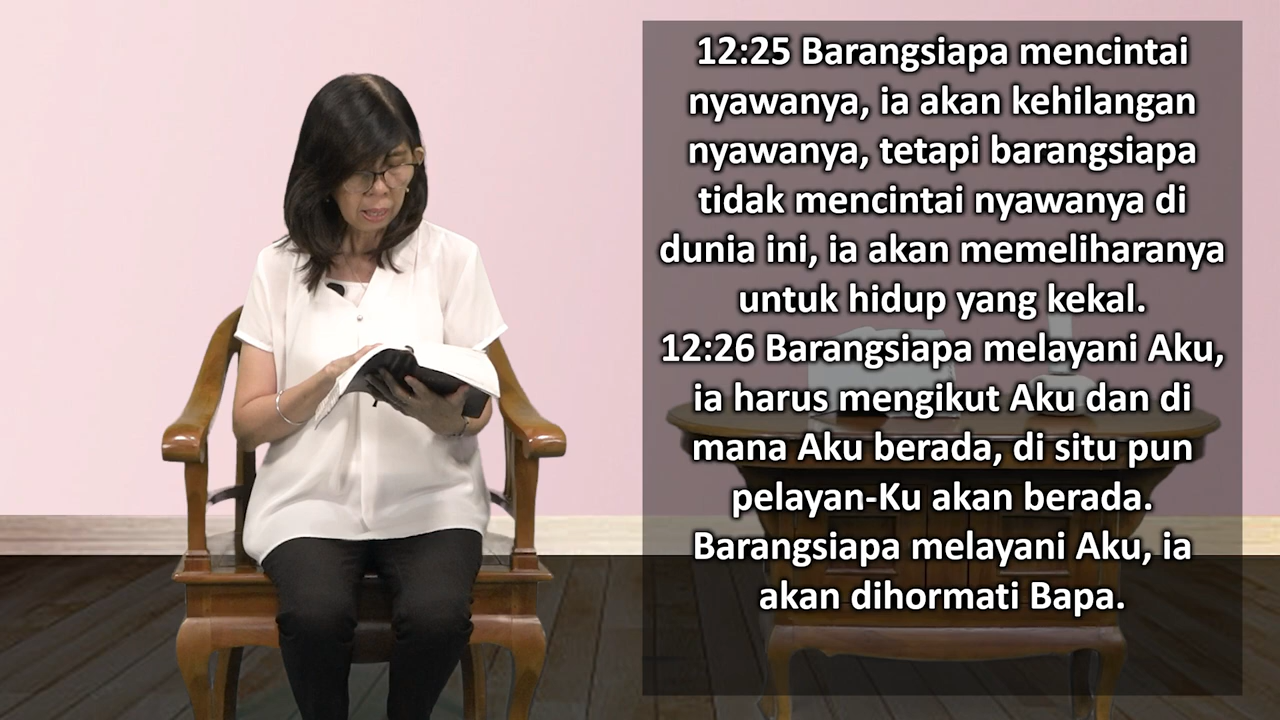 12:25 Barangsiapa mencintai
nyawanya, ia akan kehilangan
nyawanya, tetapi barangsiapa
tidak mencintai nyawanya di
dunia ini, ia akan memeliharanya
untuk hidup yang kekal.
12:26 Barangsiapa melayani Aku,
ia harus mengikut Aku dan di
mana Aku berada, di situ pun
pelayan-Ku akan berada.
Barangsiapa melayani Aku, ia
akan dihormati Bapa.